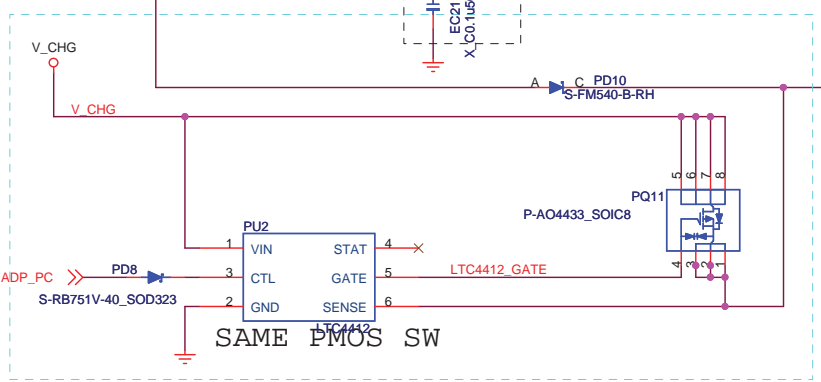 EC21
X_C0.1u5
V_CHG
A
C
PD10
S-FM540-B-RH
V_CHG
5
6
7
8
PQ11
P-AO4433_SOIC8
PU2
1
VIN
STAT
4
4
3
2
1
ADP_PC
PD8
3
CTL
GATE
5
LTC4412_GATE
S-RB751V-40_SOD323
2
GND
SENSE
6
LTC4412
SAME PMOS SW